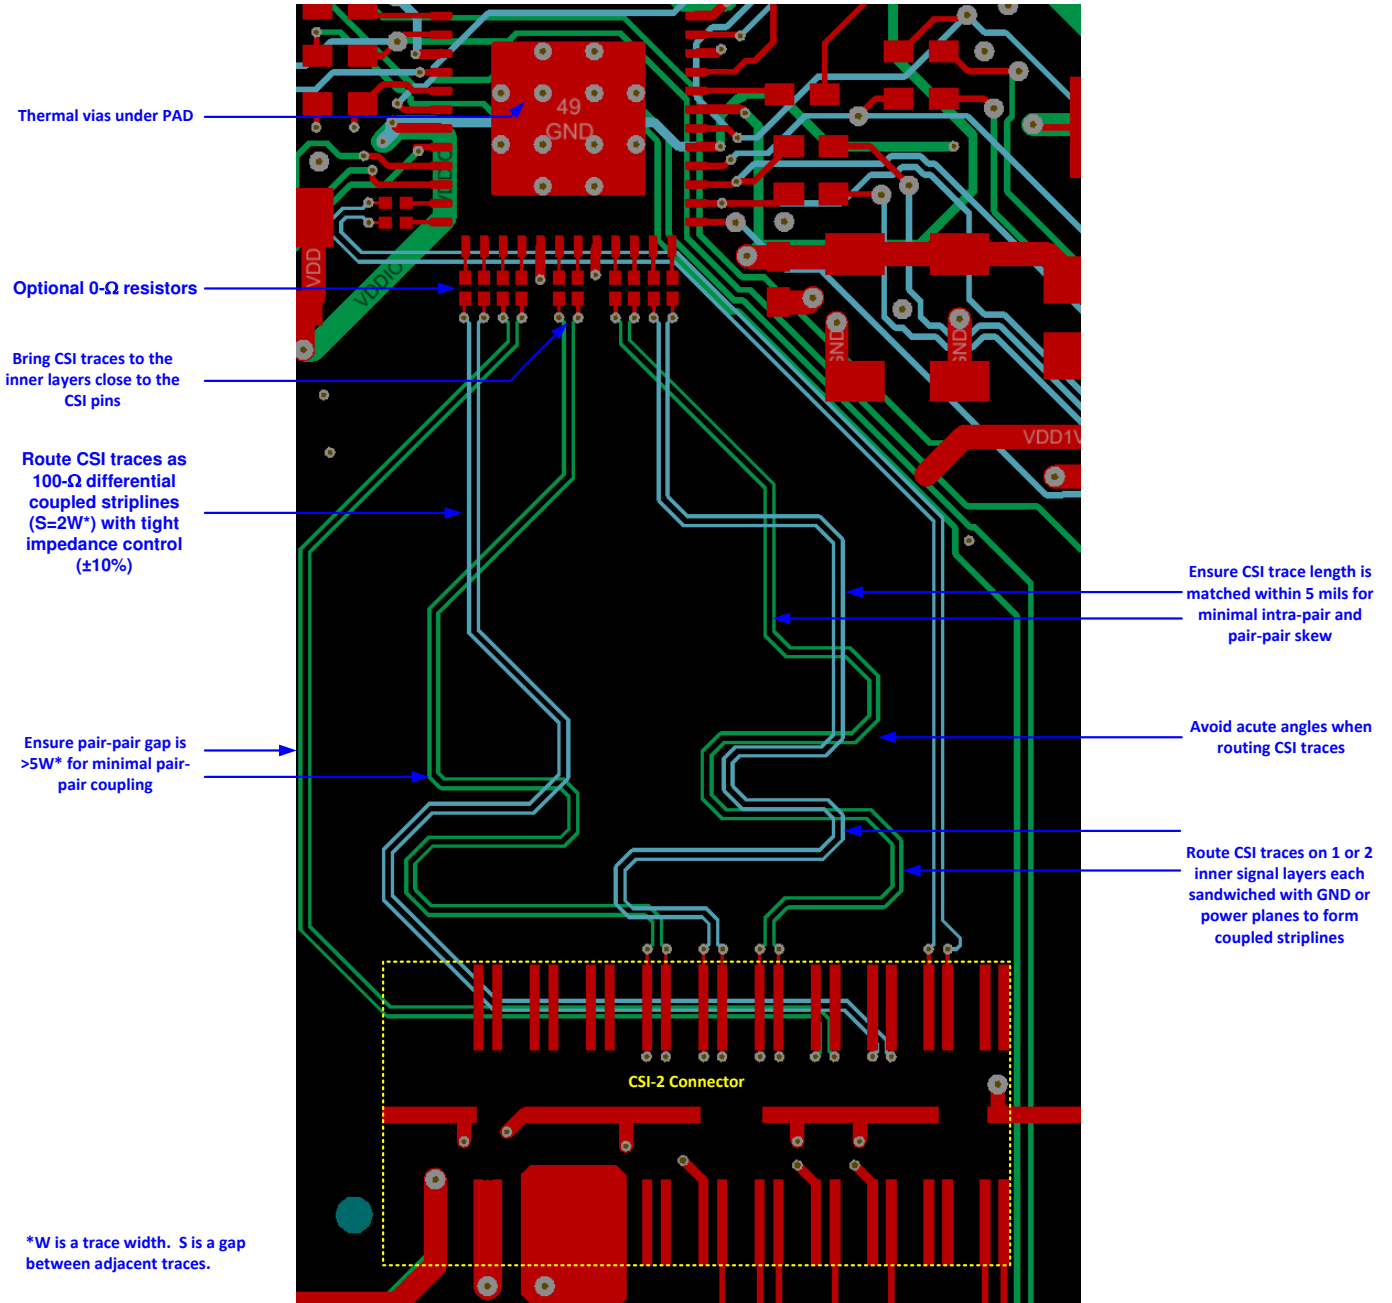 49
GND
Thermal vias under PAD
VDDIO
VDD
VDDIO
Optional 0-Ω resistors
Bring CSI traces to the
inner layers close to the
CSI pins
GND
GND
VDD1V
Route CSI traces as
100-Ω differential
coupled striplines
(S=2W*) with tight
impedance control
(±10%)
Ensure CSI trace length is
matched within 5 mils for
minimal intra-pair and
pair-pair skew
Ensure pair-pair gap is
>5W* for minimal pair-
pair coupling
Avoid acute angles when
routing CSI traces
Route CSI traces on 1 or 2
inner signal layers each
sandwiched with GND or
power planes to form
coupled striplines
CSI-2 Connector
*W is a trace width.  S is a gap
between adjacent traces.